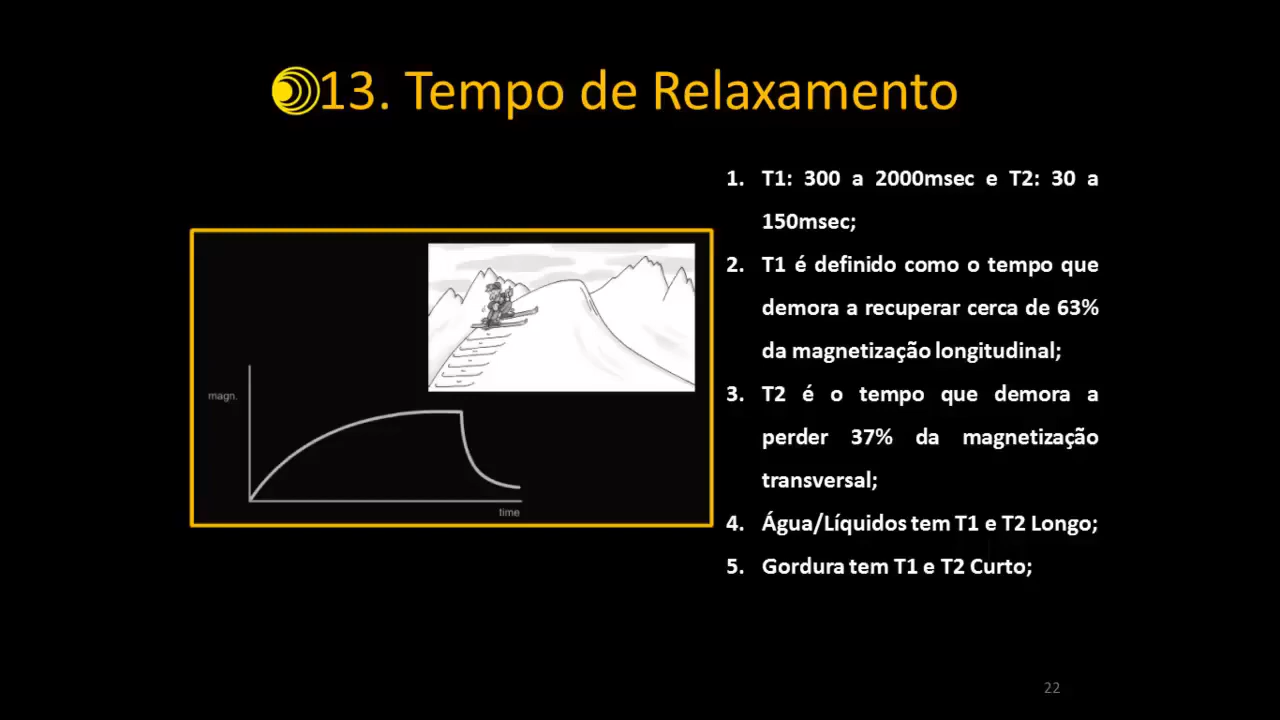 13. Tempo de Relaxamento
1. T1: 300 a 2000msec e T2: 30 a
150msec;
2. T1 é definido como o tempo que
demora a recuperar cerca de 63%
da magnetização longitudinal;
3. T2 é o tempo que demora a
perder 37% da magnetização
transversal;
4. Água/Líquidos tem T1 e T2 Longo;
5. Gordura tem T1 e T2 Curto;
magn.
time
22